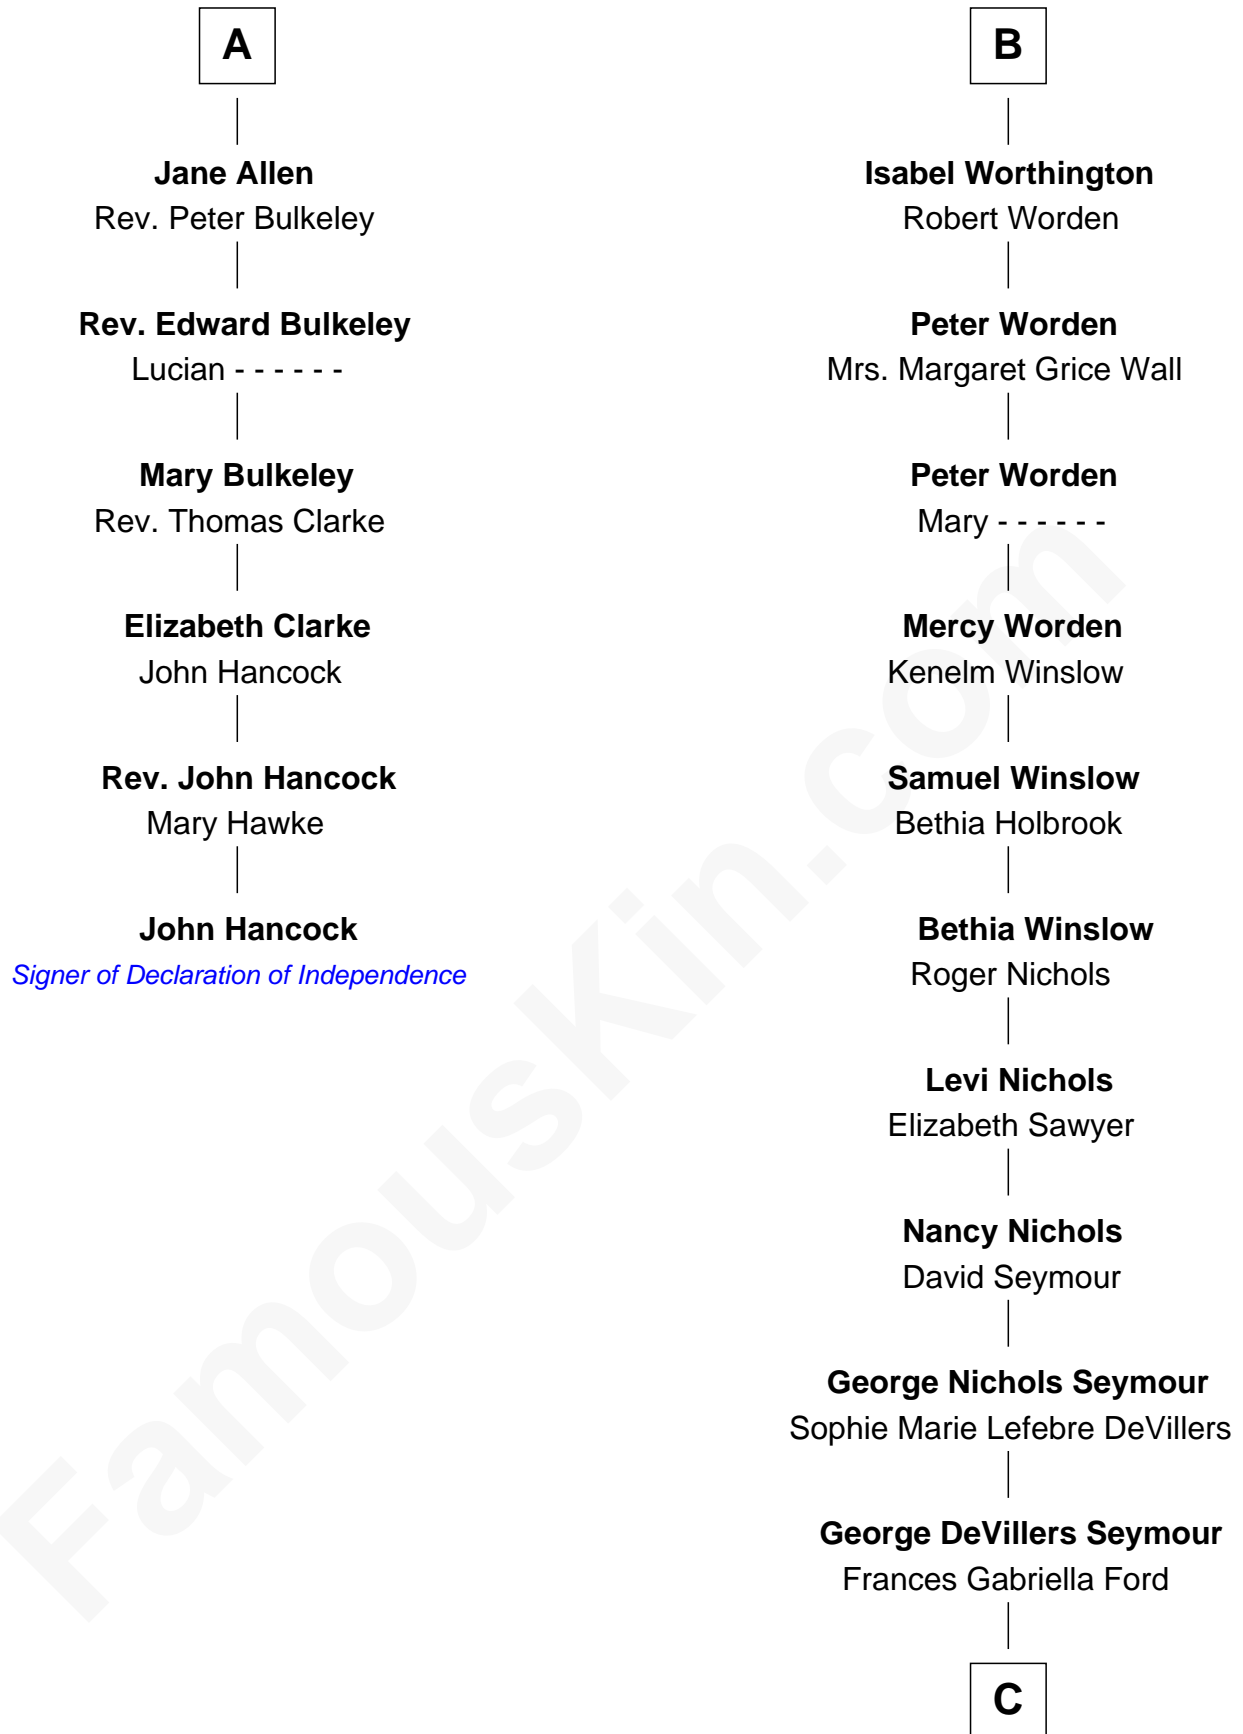 A
Jane Allen
Rev. Peter Bulkeley
Rev. Edward Bulkeley
Lucian - - - - - -
Mary Bulkeley
Rev. Thomas Clarke
Elizabeth Clarke
John Hancock
Rev. John Hancock
Mary Hawke
John Hancock
Signer of Declaration of Independence
B
Isabel Worthington
Robert Worden
Peter Worden
Mrs. Margaret Grice Wall
Peter Worden
Mary - - - - - -
Mercy Worden
Kenelm Winslow
Samuel Winslow
Bethia Holbrook
Bethia Winslow
Roger Nichols
Levi Nichols
Elizabeth Sawyer
Nancy Nichols
David Seymour
George Nichols Seymour
Sophie Marie Lefebre DeVillers
George DeVillers Seymour
Frances Gabriella Ford
C
FamousKin.com